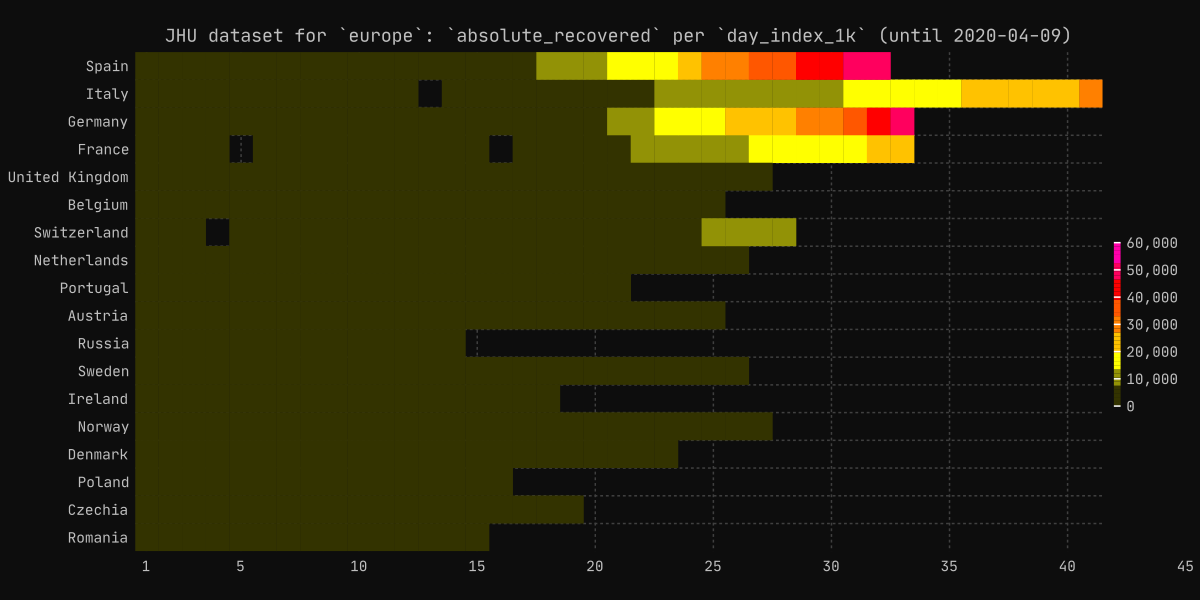 JHU dataset for `europe`: `absolute_recovered` per `day_index_1k` (until 2020-04-09)
Spain
Italy
Germany
France
United Kingdom
Belgium
Switzerland
Netherlands
Portugal
Austria
Russia
Sweden
Ireland
Norway
Denmark
Poland
Czechia
Romania
60,000
50,000
40,000
30,000
20,000
10,000
0
1 5 10 15 20 25 30 35 40 45